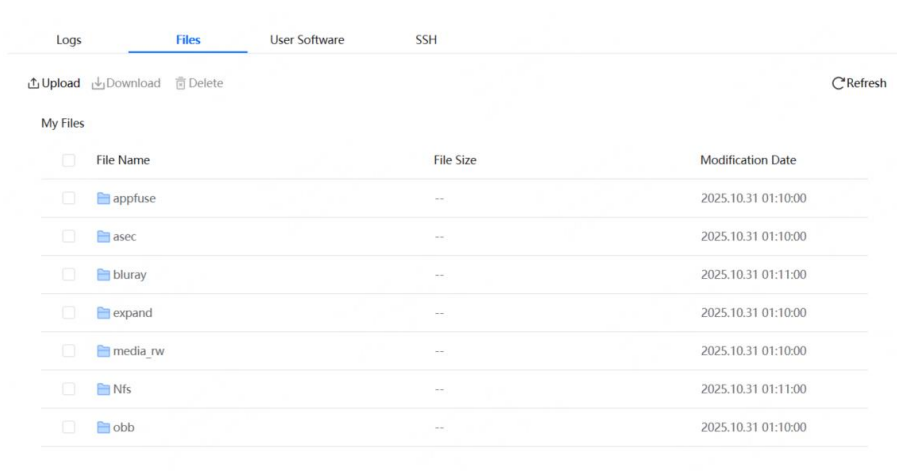 Logs Files User Software SSH
Upload Download Delete Refresh
My Files
File Name File Size Modification Date
appfuse -- 2025.10.31 01:10:00
asec -- 2025.10.31 01:10:00
bluray -- 2025.10.31 01:11:00
expand -- 2025.10.31 01:10:00
media_rw -- 2025.10.31 01:10:00
Nfs -- 2025.10.31 01:11:00
obb -- 2025.10.31 01:10:00